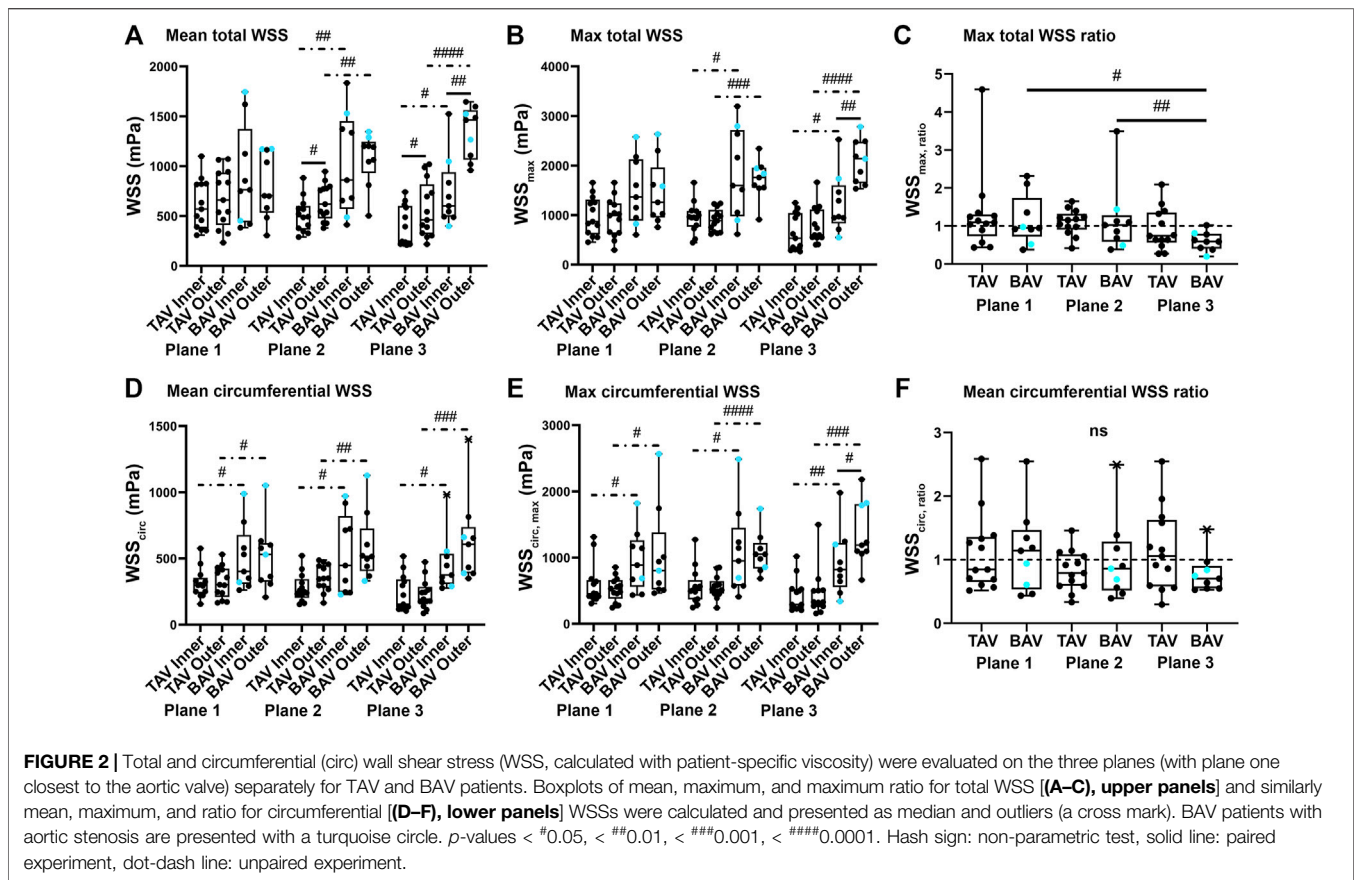 A Mean total WSS
##
##
####
##
#
#
#
2000
1500
1000
500
0
WSS (mPa)
TAV Inner
TAV Outer
BAV Inner
BAV Outer
TAV Inner
TAV Outer
BAV Inner
BAV Outer
TAV Inner
TAV Outer
BAV Inner
BAV Outer
Plane 1 Plane 2 Plane 3
B Max total WSS
#
###
####
##
#
#
4000
3000
2000
1000
0
WSSmax (mPa)
TAV Inner
TAV Outer
BAV Inner
BAV Outer
TAV Inner
TAV Outer
BAV Inner
BAV Outer
TAV Inner
TAV Outer
BAV Inner
BAV Outer
Plane 1 Plane 2 Plane 3
C Max total WSS ratio
#
##
5
4
3
2
1
0
WSSmax, ratio
TAV BAV TAV BAV TAV BAV
Plane 1 Plane 2 Plane 3
D Mean circumferential WSS
#
#
##
#
###
#
1500
1000
500
0
WSScirc (mPa)
TAV Inner
TAV Outer
BAV Inner
BAV Outer
TAV Inner
TAV Outer
BAV Inner
BAV Outer
TAV Inner
TAV Outer
BAV Inner
BAV Outer
Plane 1 Plane 2 Plane 3
E Max circumferential WSS
#
#
####
#
###
##
#
3000
2000
1000
0
WSScirc, max (mPa)
TAV Inner
TAV Outer
BAV Inner
BAV Outer
TAV Inner
TAV Outer
BAV Inner
BAV Outer
TAV Inner
TAV Outer
BAV Inner
BAV Outer
Plane 1 Plane 2 Plane 3
F Mean circumferential WSS ratio
ns
3
2
1
0
WSScirc, ratio
TAV BAV TAV BAV TAV BAV
Plane 1 Plane 2 Plane 3
FIGURE 2 | Total and circumferential (circ) wall shear stress (WSS, calculated with patient-specific viscosity) were evaluated on the three planes (with plane one
closest to the aortic valve) separately for TAV and BAV patients. Boxplots of mean, maximum, and maximum ratio for total WSS [(A–C), upper panels] and similarly
mean, maximum, and ratio for circumferential [(D–F), lower panels] WSSs were calculated and presented as median and outliers (a cross mark). BAV patients with
aortic stenosis are presented with a turquoise circle. p-values < #0.05, < ##0.01, < ###0.001, < ####0.0001. Hash sign: non-parametric test, solid line: paired
experiment, dot-dash line: unpaired experiment.